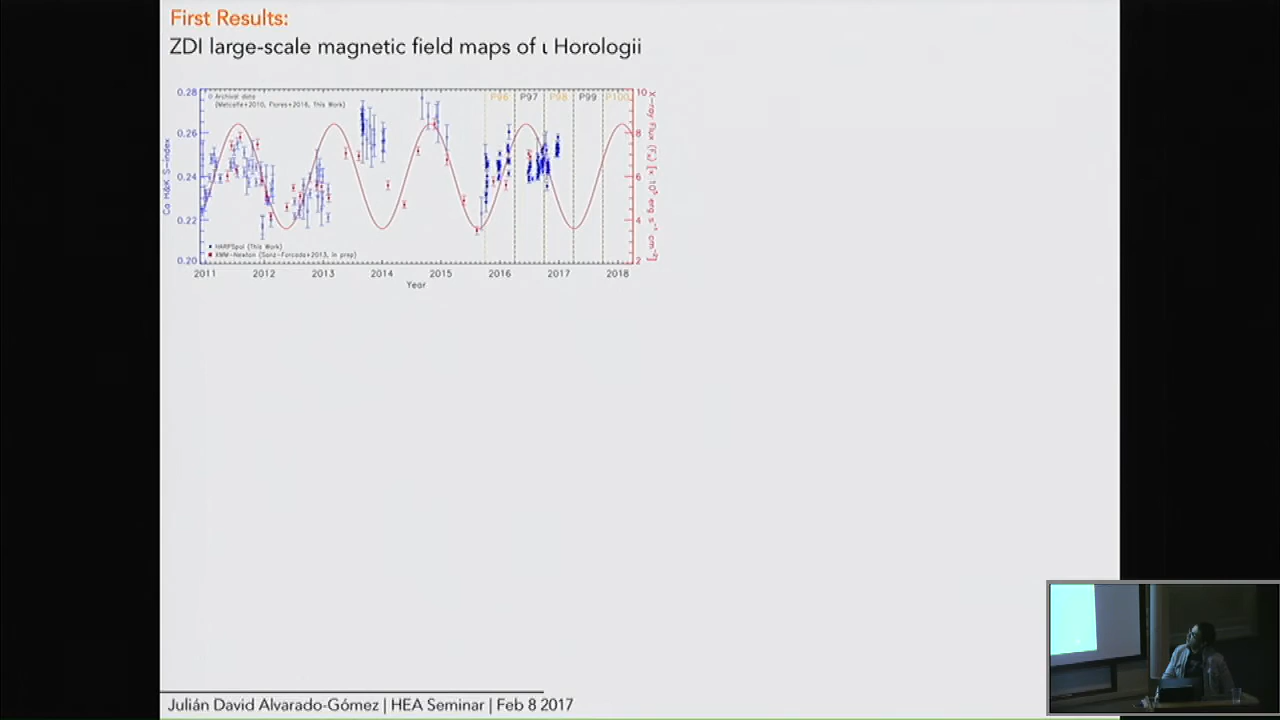 First Results:
ZDI large-scale magnetic field maps of ι Horologii
0.28
0.26
0.24
0.22
0.20
Ca H&K S-index
Archival data
(Metcalfe+2010, Flores+2016, This Work)
P96
P97
P98
P99
P100
HARPSpol (This Work)
XMM-Newton (Sanz-Forcada+2013, in prep)
10
8
6
4
2
2011 2012 2013 2014 2015 2016 2017 2018
Year
Julián David Alvarado-Gómez | HEA Seminar | Feb 8 2017